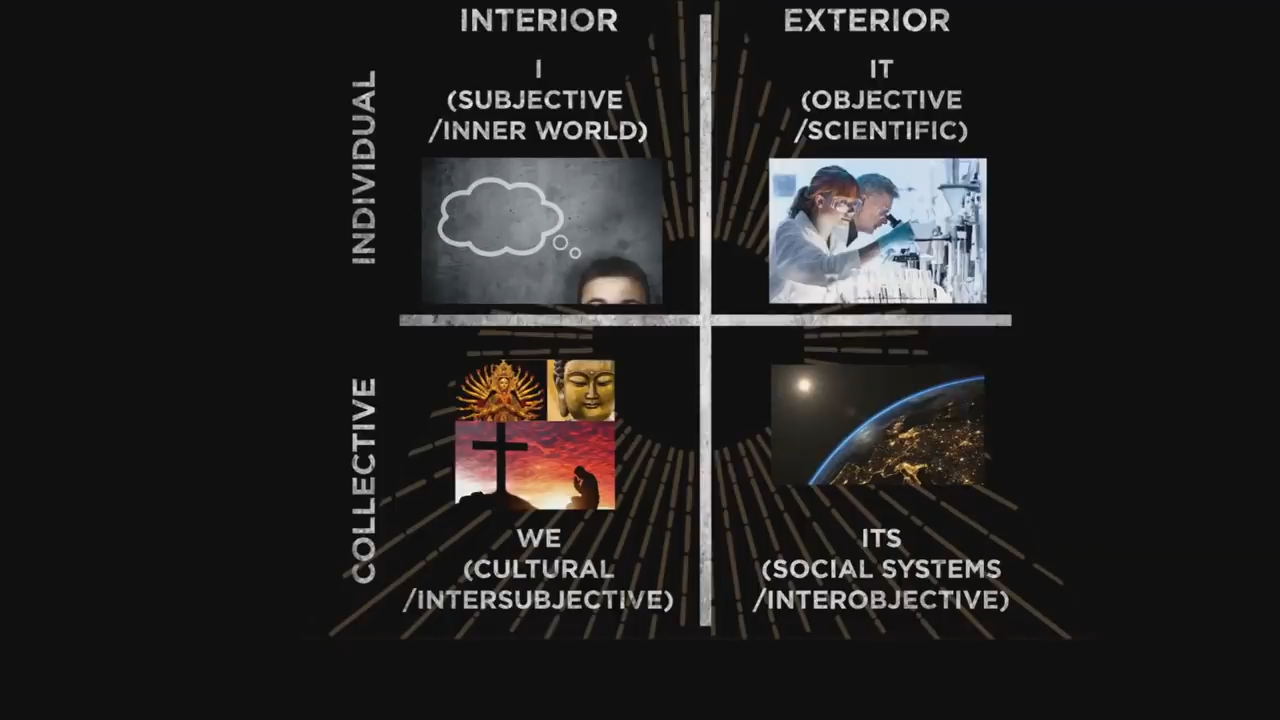 INTERIOR
EXTERIOR
INDIVIDUAL
I
(SUBJECTIVE
/INNER WORLD)
IT
(OBJECTIVE
/SCIENTIFIC)
COLLECTIVE
WE
(CULTURAL
/INTERSUBJECTIVE)
ITS
(SOCIAL SYSTEMS
/INTEROBJECTIVE)